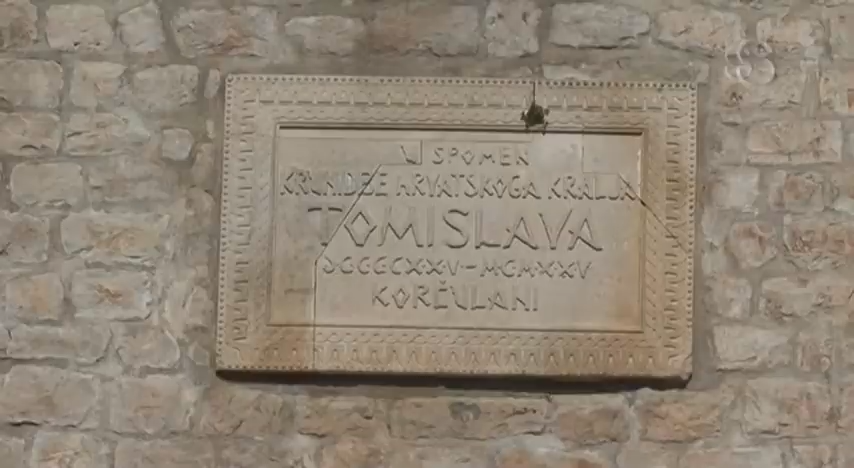 U SPOMEN
KRUNIDBE HRVATSKOGA KRALJA
TOMISLAVA
DCCCCXXV-MCMXXV
KORČULANI